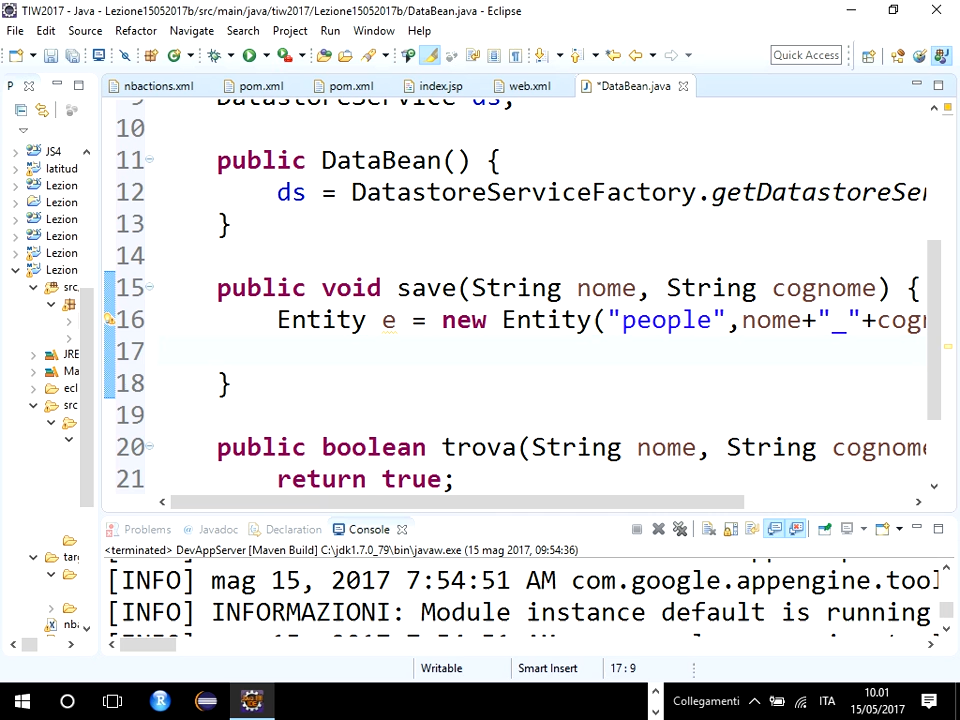 TIW2017 - Java - Lezione15052017b/src/main/java/tiw2017/Lezione15052017b/DataBean.java - Eclipse
File Edit Source Refactor Navigate Search Project Run Window Help
Quick Access
P
nbactions.xml pom.xml pom.xml index.jsp web.xml *DataBean.java
JS4
latitud
Lezion
Lezion
Lezion
Lezion
Lezion
Lezion
src
JRE
Ma
ecl
src
tar
nba
DatastoreService ds;
10
11 public DataBean() {
12 ds = DatastoreServiceFactory.getDatastoreSer
13 }
14
15 public void save(String nome, String cognome) {
16 Entity e = new Entity("people",nome+"_"+cogn
17
18 }
19
20 public boolean trova(String nome, String cognome
21 return true;
Problems Javadoc Declaration Console
<terminated> DevAppServer [Maven Build] C:\jdk1.7.0_79\bin\javaw.exe (15 mag 2017, 09:54:36)
[INFO] mag 15, 2017 7:54:51 AM com.google.appengine.tool
[INFO] INFORMAZIONI: Module instance default is running
Writable Smart Insert 17 : 9
Collegamenti ITA 10.01
15/05/2017